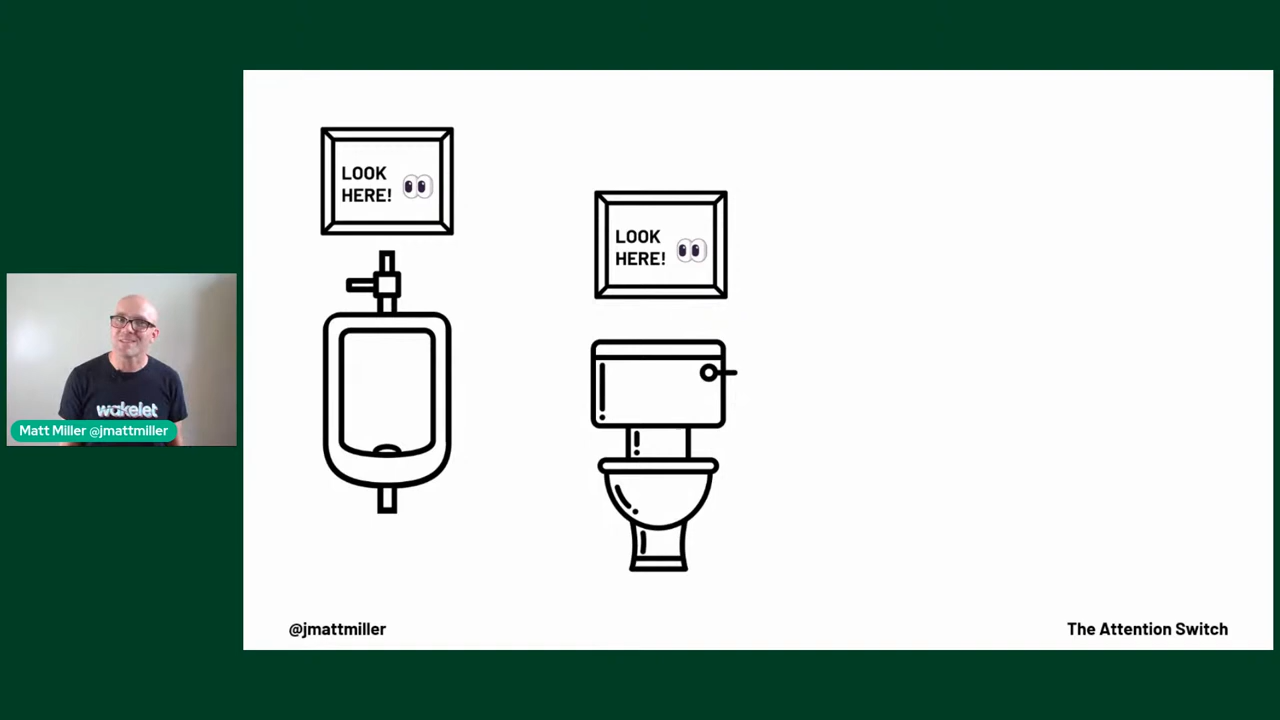 LOOK
HERE!
LOOK
HERE!
wakelet
Matt Miller @jmattmiller
@jmattmiller
The Attention Switch